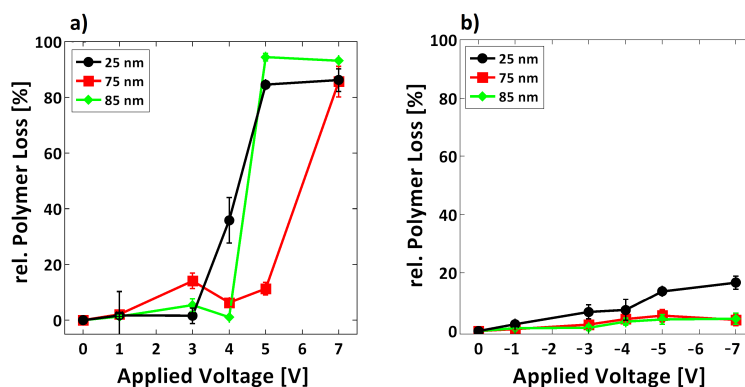 a)
rel. Polymer Loss [%]
100
80
60
40
20
0
25 nm
75 nm
85 nm
0 1 2 3 4 5 6 7
Applied Voltage [V]
b)
rel. Polymer Loss [%]
100
80
60
40
20
0
25 nm
75 nm
85 nm
0 -1 -2 -3 -4 -5 -6 -7
Applied Voltage [V]